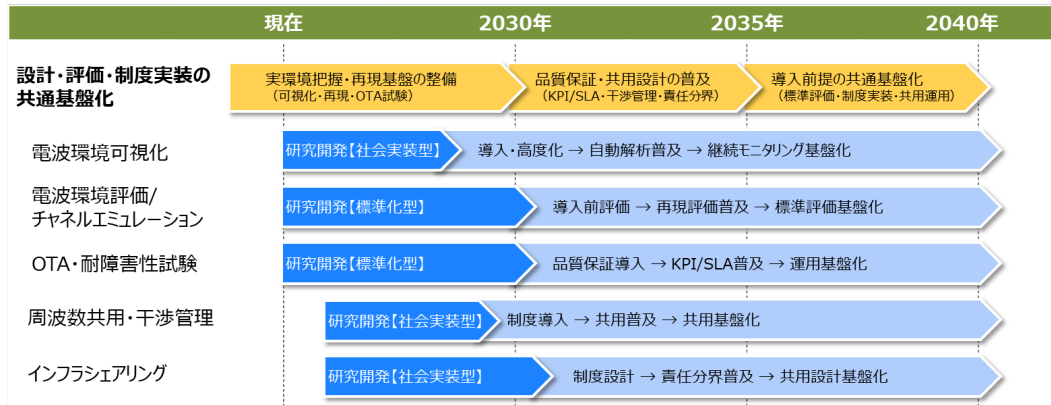 現在
2030年
2035年
2040年
設計・評価・制度実装の
共通基盤化
実環境把握・再現基盤の整備
(可視化・再現・OTA試験)
品質保証・共用設計の普及
(KPI/SLA・干渉管理・責任分界)
導入前提の共通基盤化
(標準評価・制度実装・共用運用)
電波環境可視化
研究開発【社会実装型】
導入・高度化 → 自動解析普及 → 継続モニタリング基盤化
電波環境評価/
チャネルエミュレーション
研究開発【標準化型】
導入前評価 → 再現評価普及 → 標準評価基盤化
OTA・耐障害性試験
研究開発【標準化型】
品質保証導入 → KPI/SLA普及 → 運用基盤化
周波数共用・干渉管理
研究開発【社会実装型】
制度導入 → 共用普及 → 共用基盤化
インフラシェアリング
研究開発【社会実装型】
制度設計 → 責任分界普及 → 共用設計基盤化